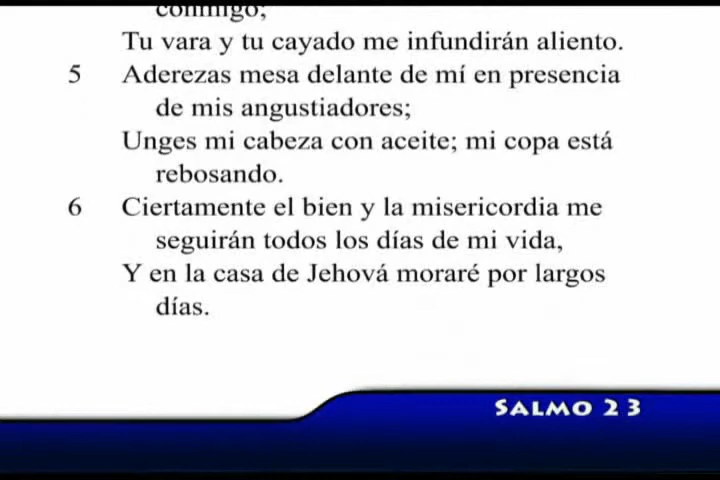 conmigo;
Tu vara y tu cayado me infundirán aliento.
5 Aderezas mesa delante de mí en presencia
de mis angustiadores;
Unges mi cabeza con aceite; mi copa está
rebosando.
6 Ciertamente el bien y la misericordia me
seguirán todos los días de mi vida,
Y en la casa de Jehová moraré por largos
días.
SALMO 23